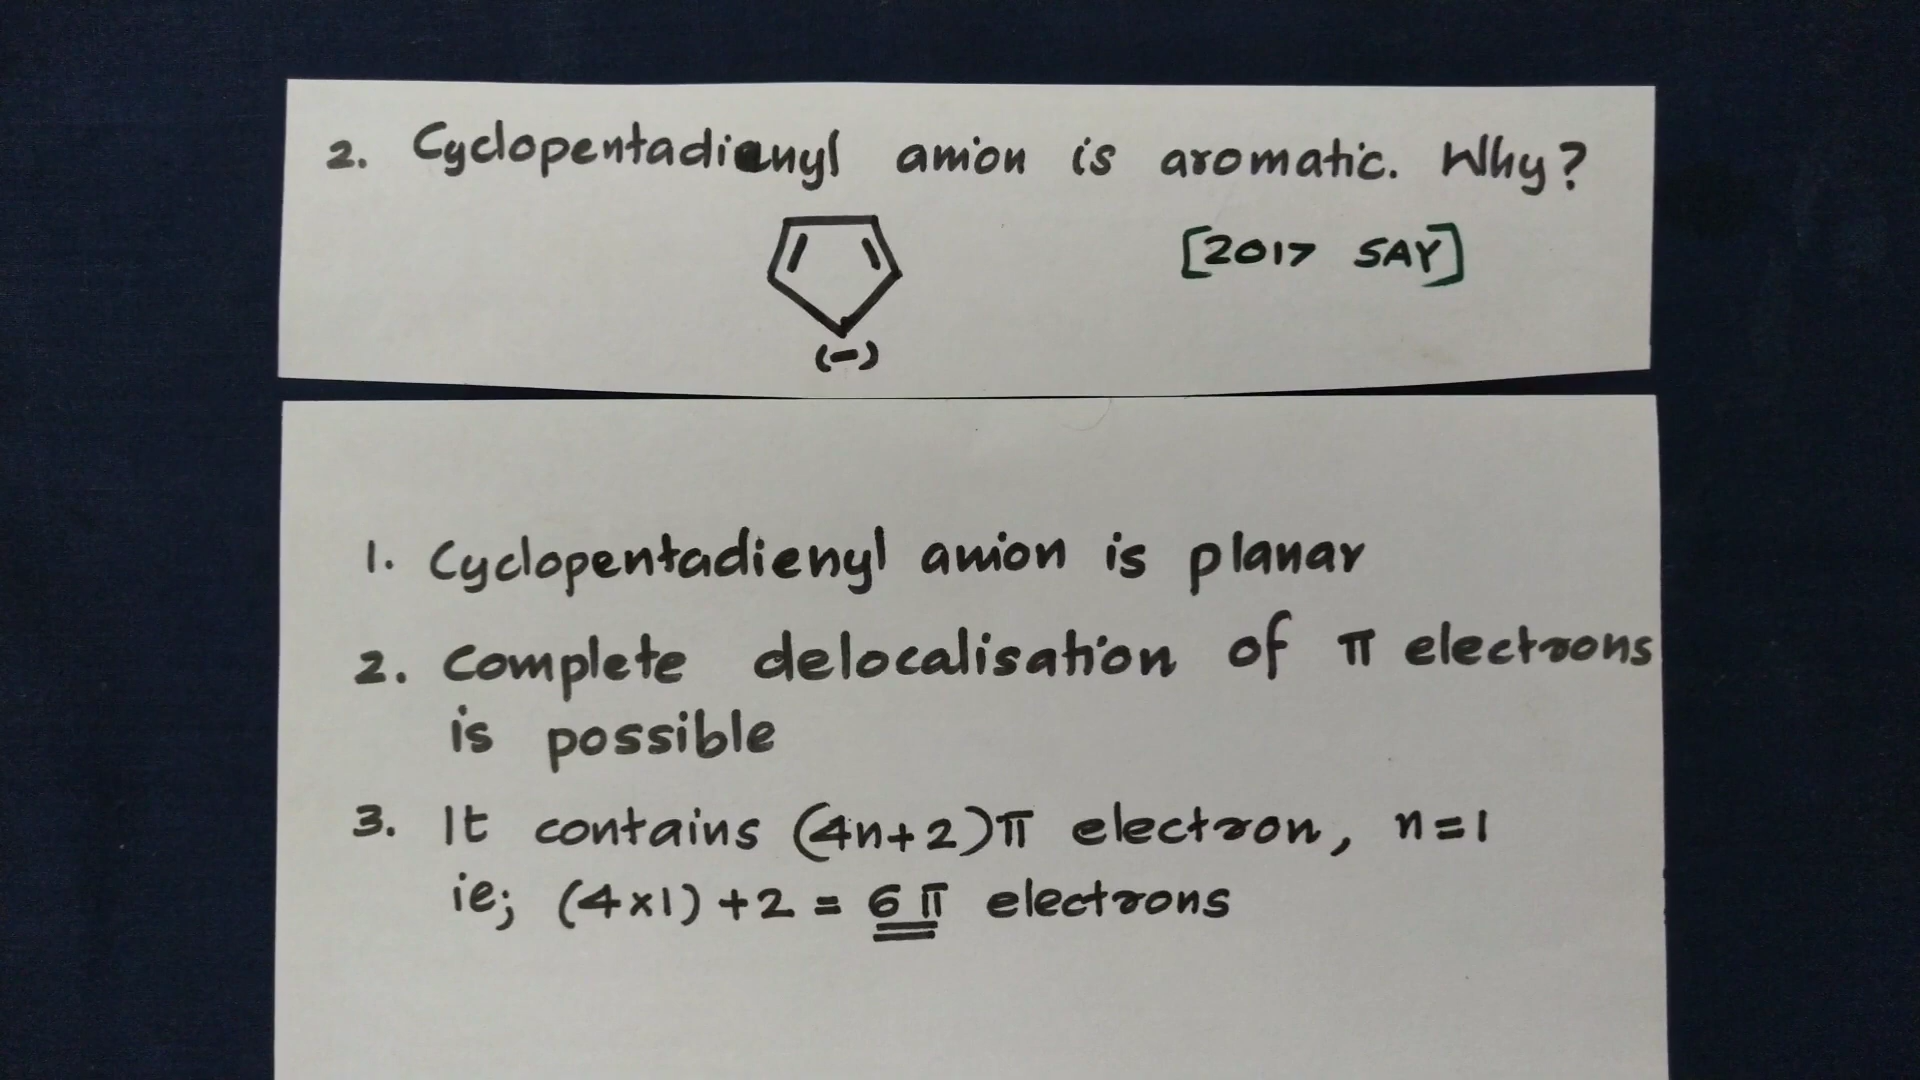 2. Cyclopentadienyl anion is aromatic. Why?
[2017 SAY]
(-)
1. Cyclopentadienyl anion is planar
2. Complete delocalisation of π electrons
is possible
3. It contains (4n+2)π electron, n=1
ie; (4×1)+2 = 6π electrons